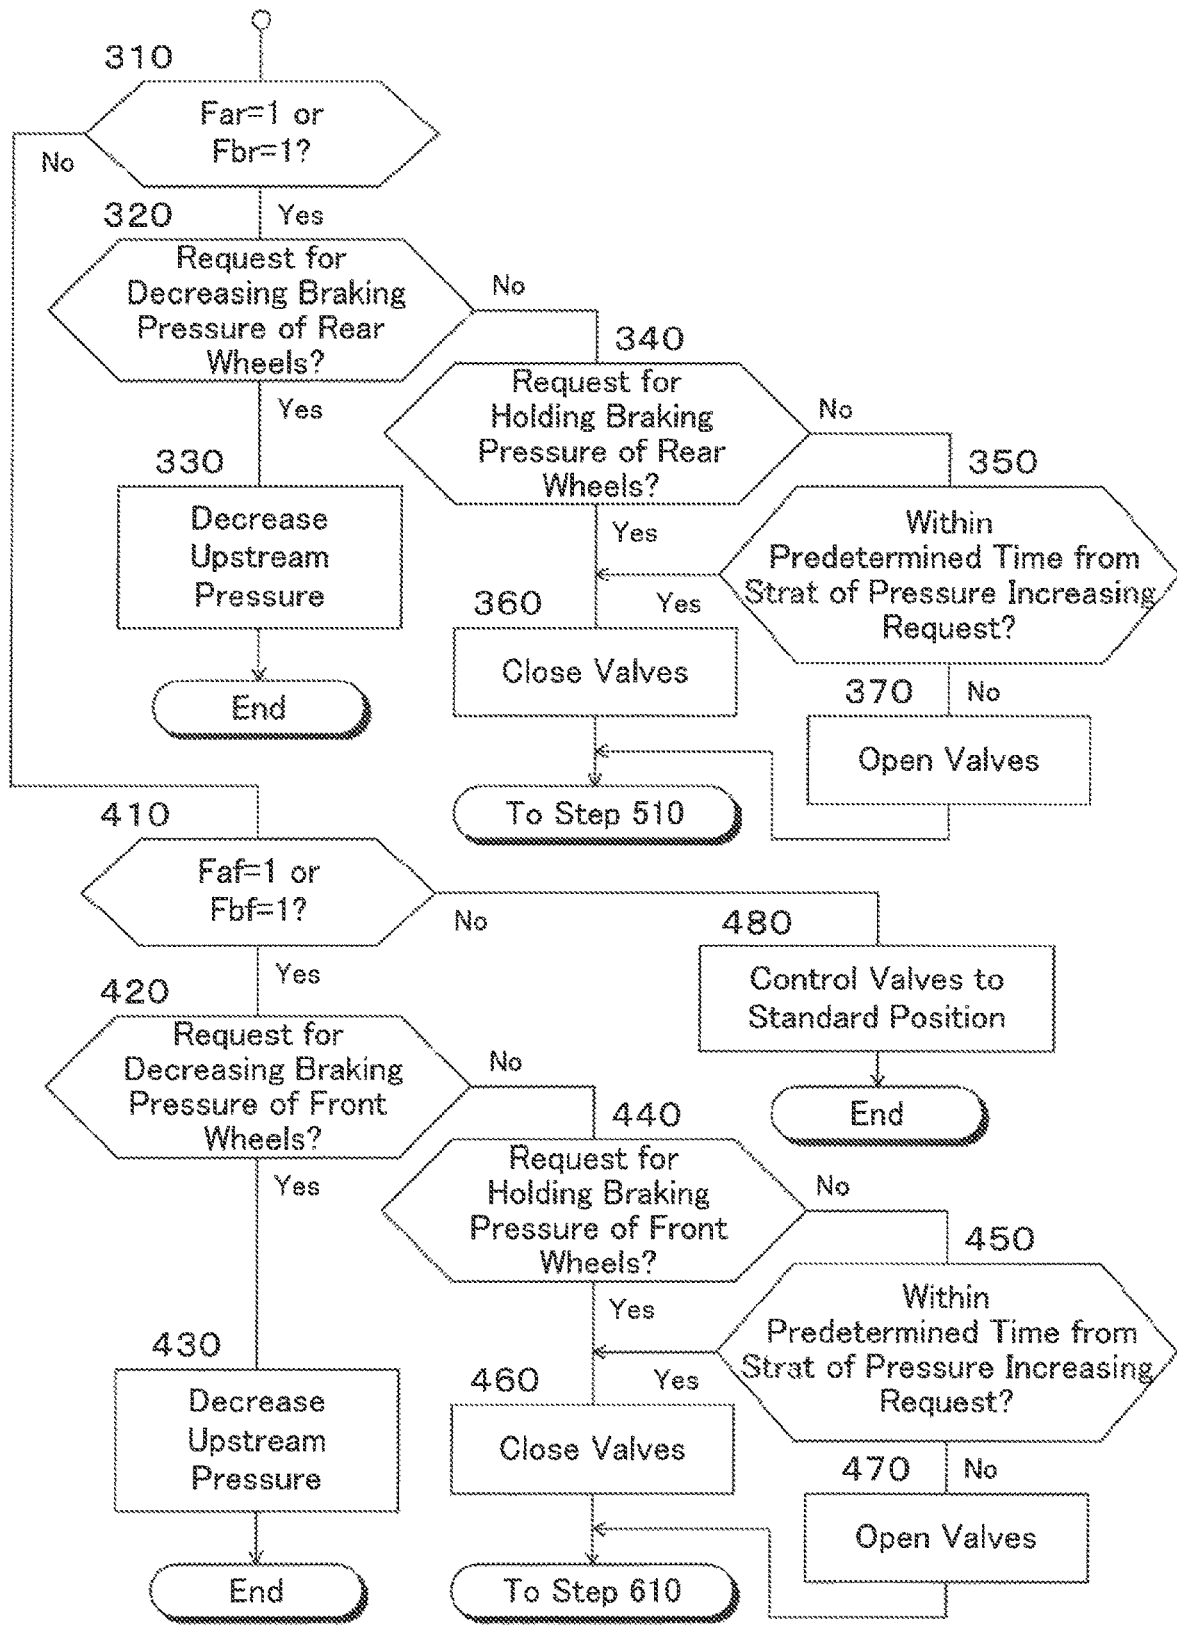 310
Far=1 or
Fbr=1?
No
Yes
320
Request for
Decreasing Braking
Pressure of Rear
Wheels?
No
Yes
340
Request for
Holding Braking
Pressure of Rear
Wheels?
No
Yes
330
Decrease
Upstream
Pressure
End
350
Within
Predetermined Time from
Strat of Pressure Increasing
Request?
Yes
No
360
Close Valves
370
Open Valves
To Step 510
410
Faf=1 or
Fbf=1?
No
Yes
480
Control Valves to
Standard Position
End
420
Request for
Decreasing Braking
Pressure of Front
Wheels?
No
Yes
440
Request for
Holding Braking
Pressure of Front
Wheels?
No
Yes
450
Within
Predetermined Time from
Strat of Pressure Increasing
Request?
Yes
No
430
Decrease
Upstream
Pressure
End
460
Close Valves
470
Open Valves
To Step 610